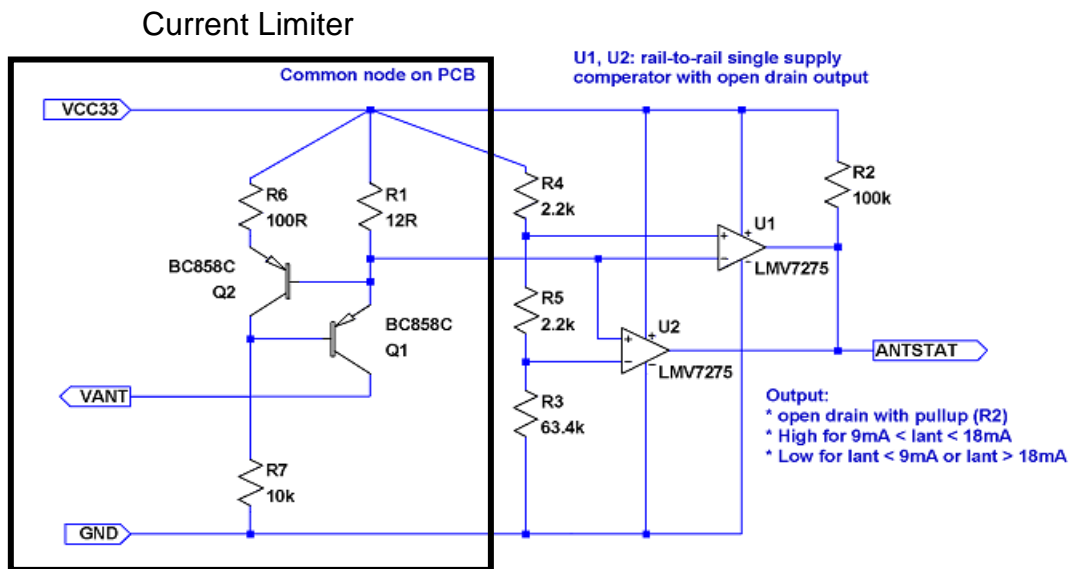 Current Limiter
Common node on PCB
U1, U2: rail-to-rail single supply
comperator with open drain output
VCC33
R6
100R
R1
12R
R4
2.2k
R2
100k
+
-
+
-
U1
LMV7275
BC858C
Q2
BC858C
Q1
R5
2.2k
+
-
+
-
U2
LMV7275
ANTSTAT
VANT
R3
63.4k
Output:
* open drain with pullup (R2)
* High for 9mA < Iant < 18mA
* Low for Iant < 9mA or Iant > 18mA
R7
10k
GND